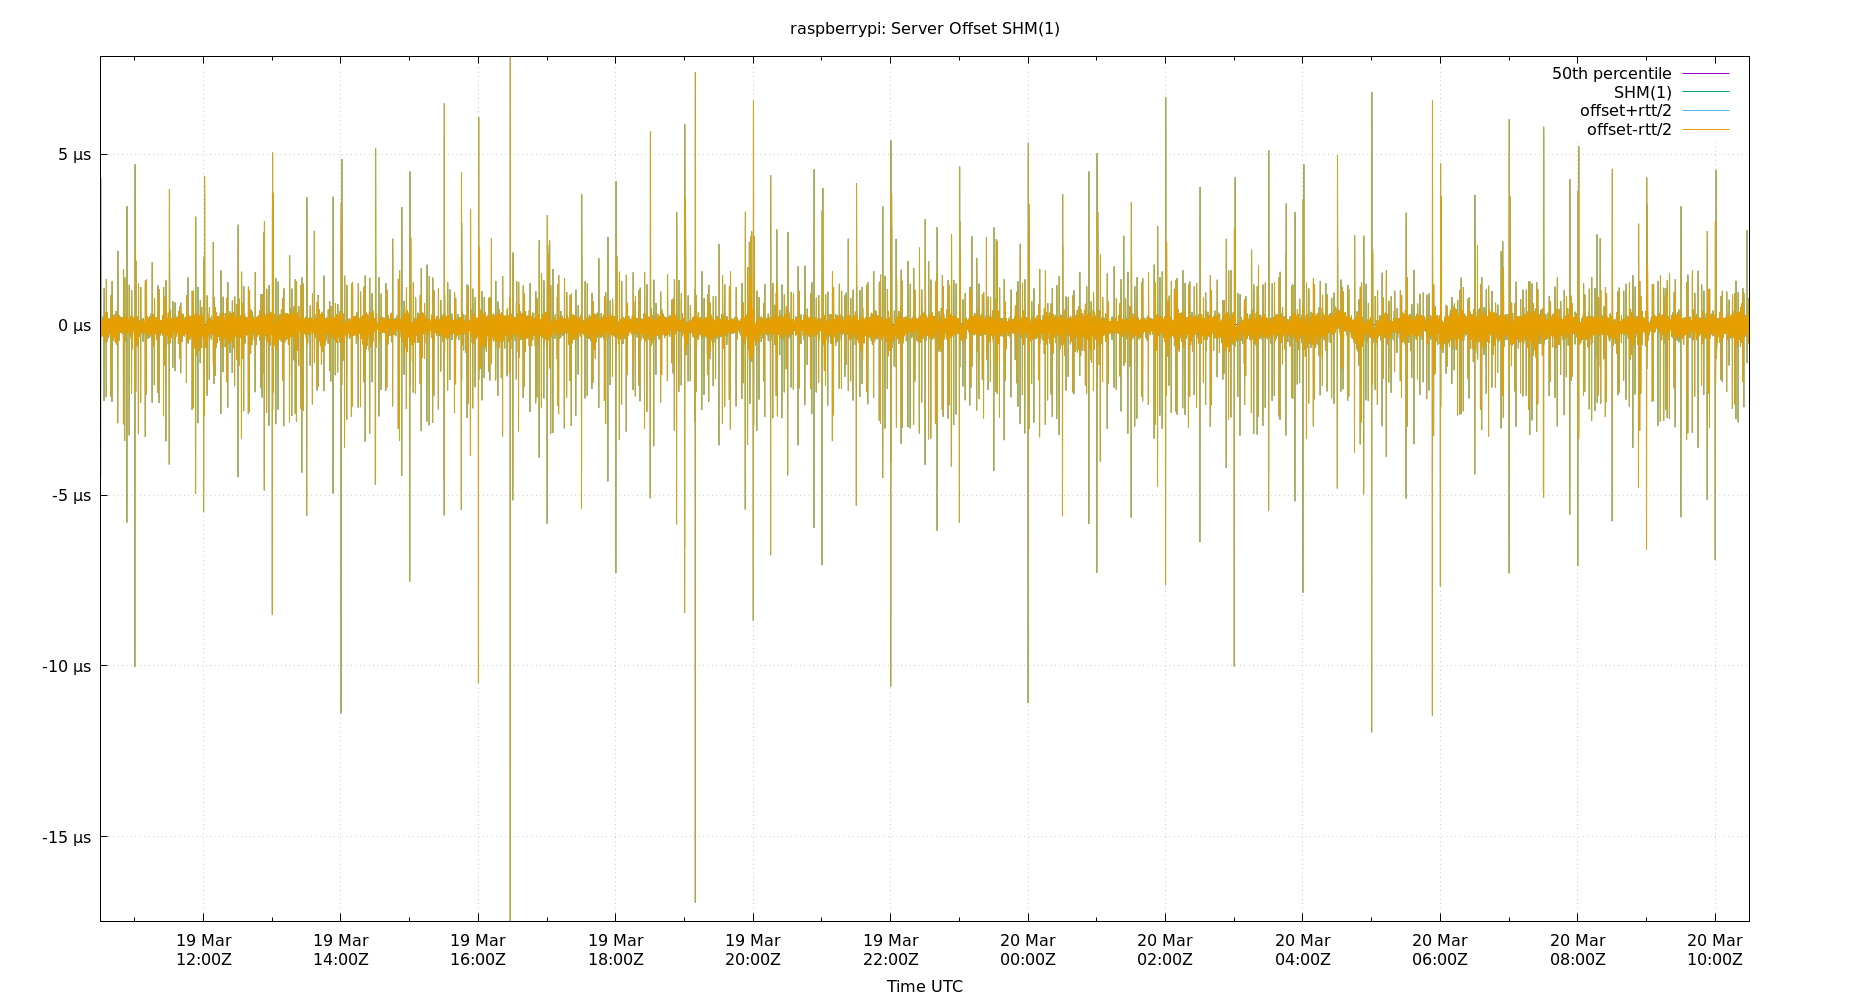 raspberrypi: Server Offset SHM(1)
50th percentile
SHM(1)
offset+rtt/2
offset-rtt/2
5 µs
0 µs
-5 µs
-10 µs
-15 µs
19 Mar 19 Mar 19 Mar 19 Mar 19 Mar 19 Mar 20 Mar 20 Mar 20 Mar 20 Mar 20 Mar 20 Mar
12:00Z 14:00Z 16:00Z 18:00Z 20:00Z 22:00Z 00:00Z 02:00Z 04:00Z 06:00Z 08:00Z 10:00Z
Time UTC